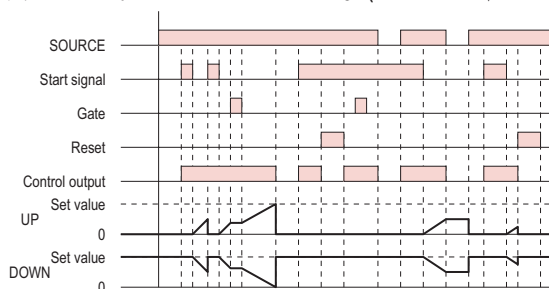 SOURCE
Start signal
Gate
Reset
Control output
UP
Set value
0
DOWN
Set value
0